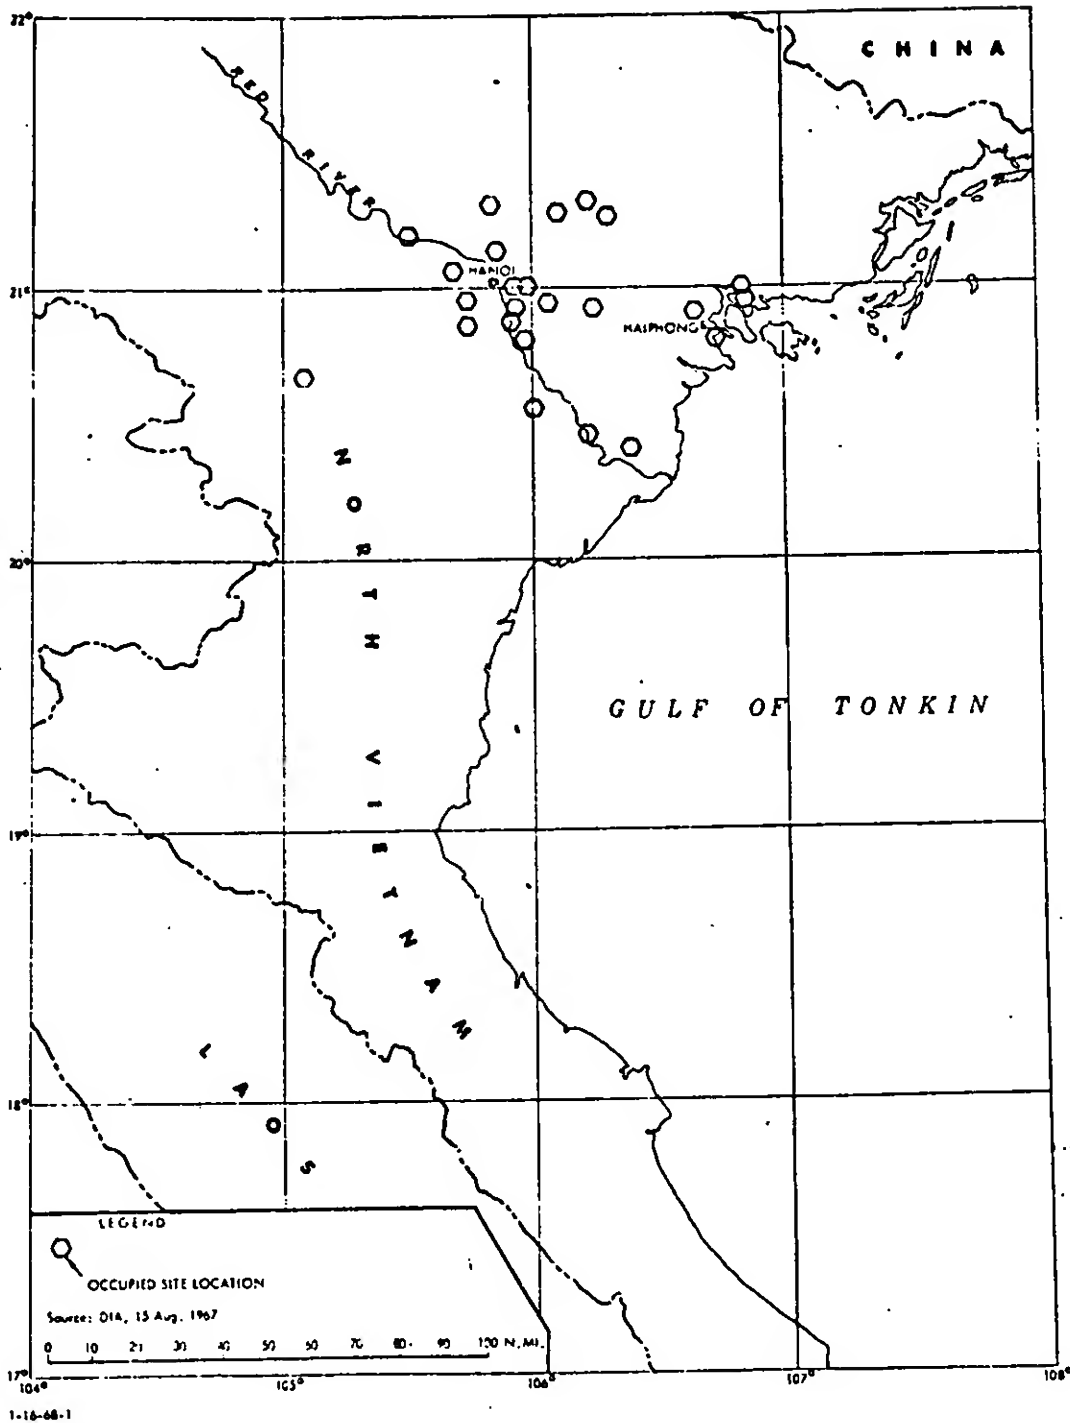 22°
CHINA
RED RIVER
HANOI
21°
HAIPHONG
NORTH VIETNAM
20°
GULF OF TONKIN
19°
LAOS
18°
LEGEND
OCCUPIED SITE LOCATION
Source: DIA, 15 Aug. 1967
0 10 20 30 40 50 60 70 80 90 100 N.MI.
17°
104° 105° 106° 107° 108°
1-16-68-1